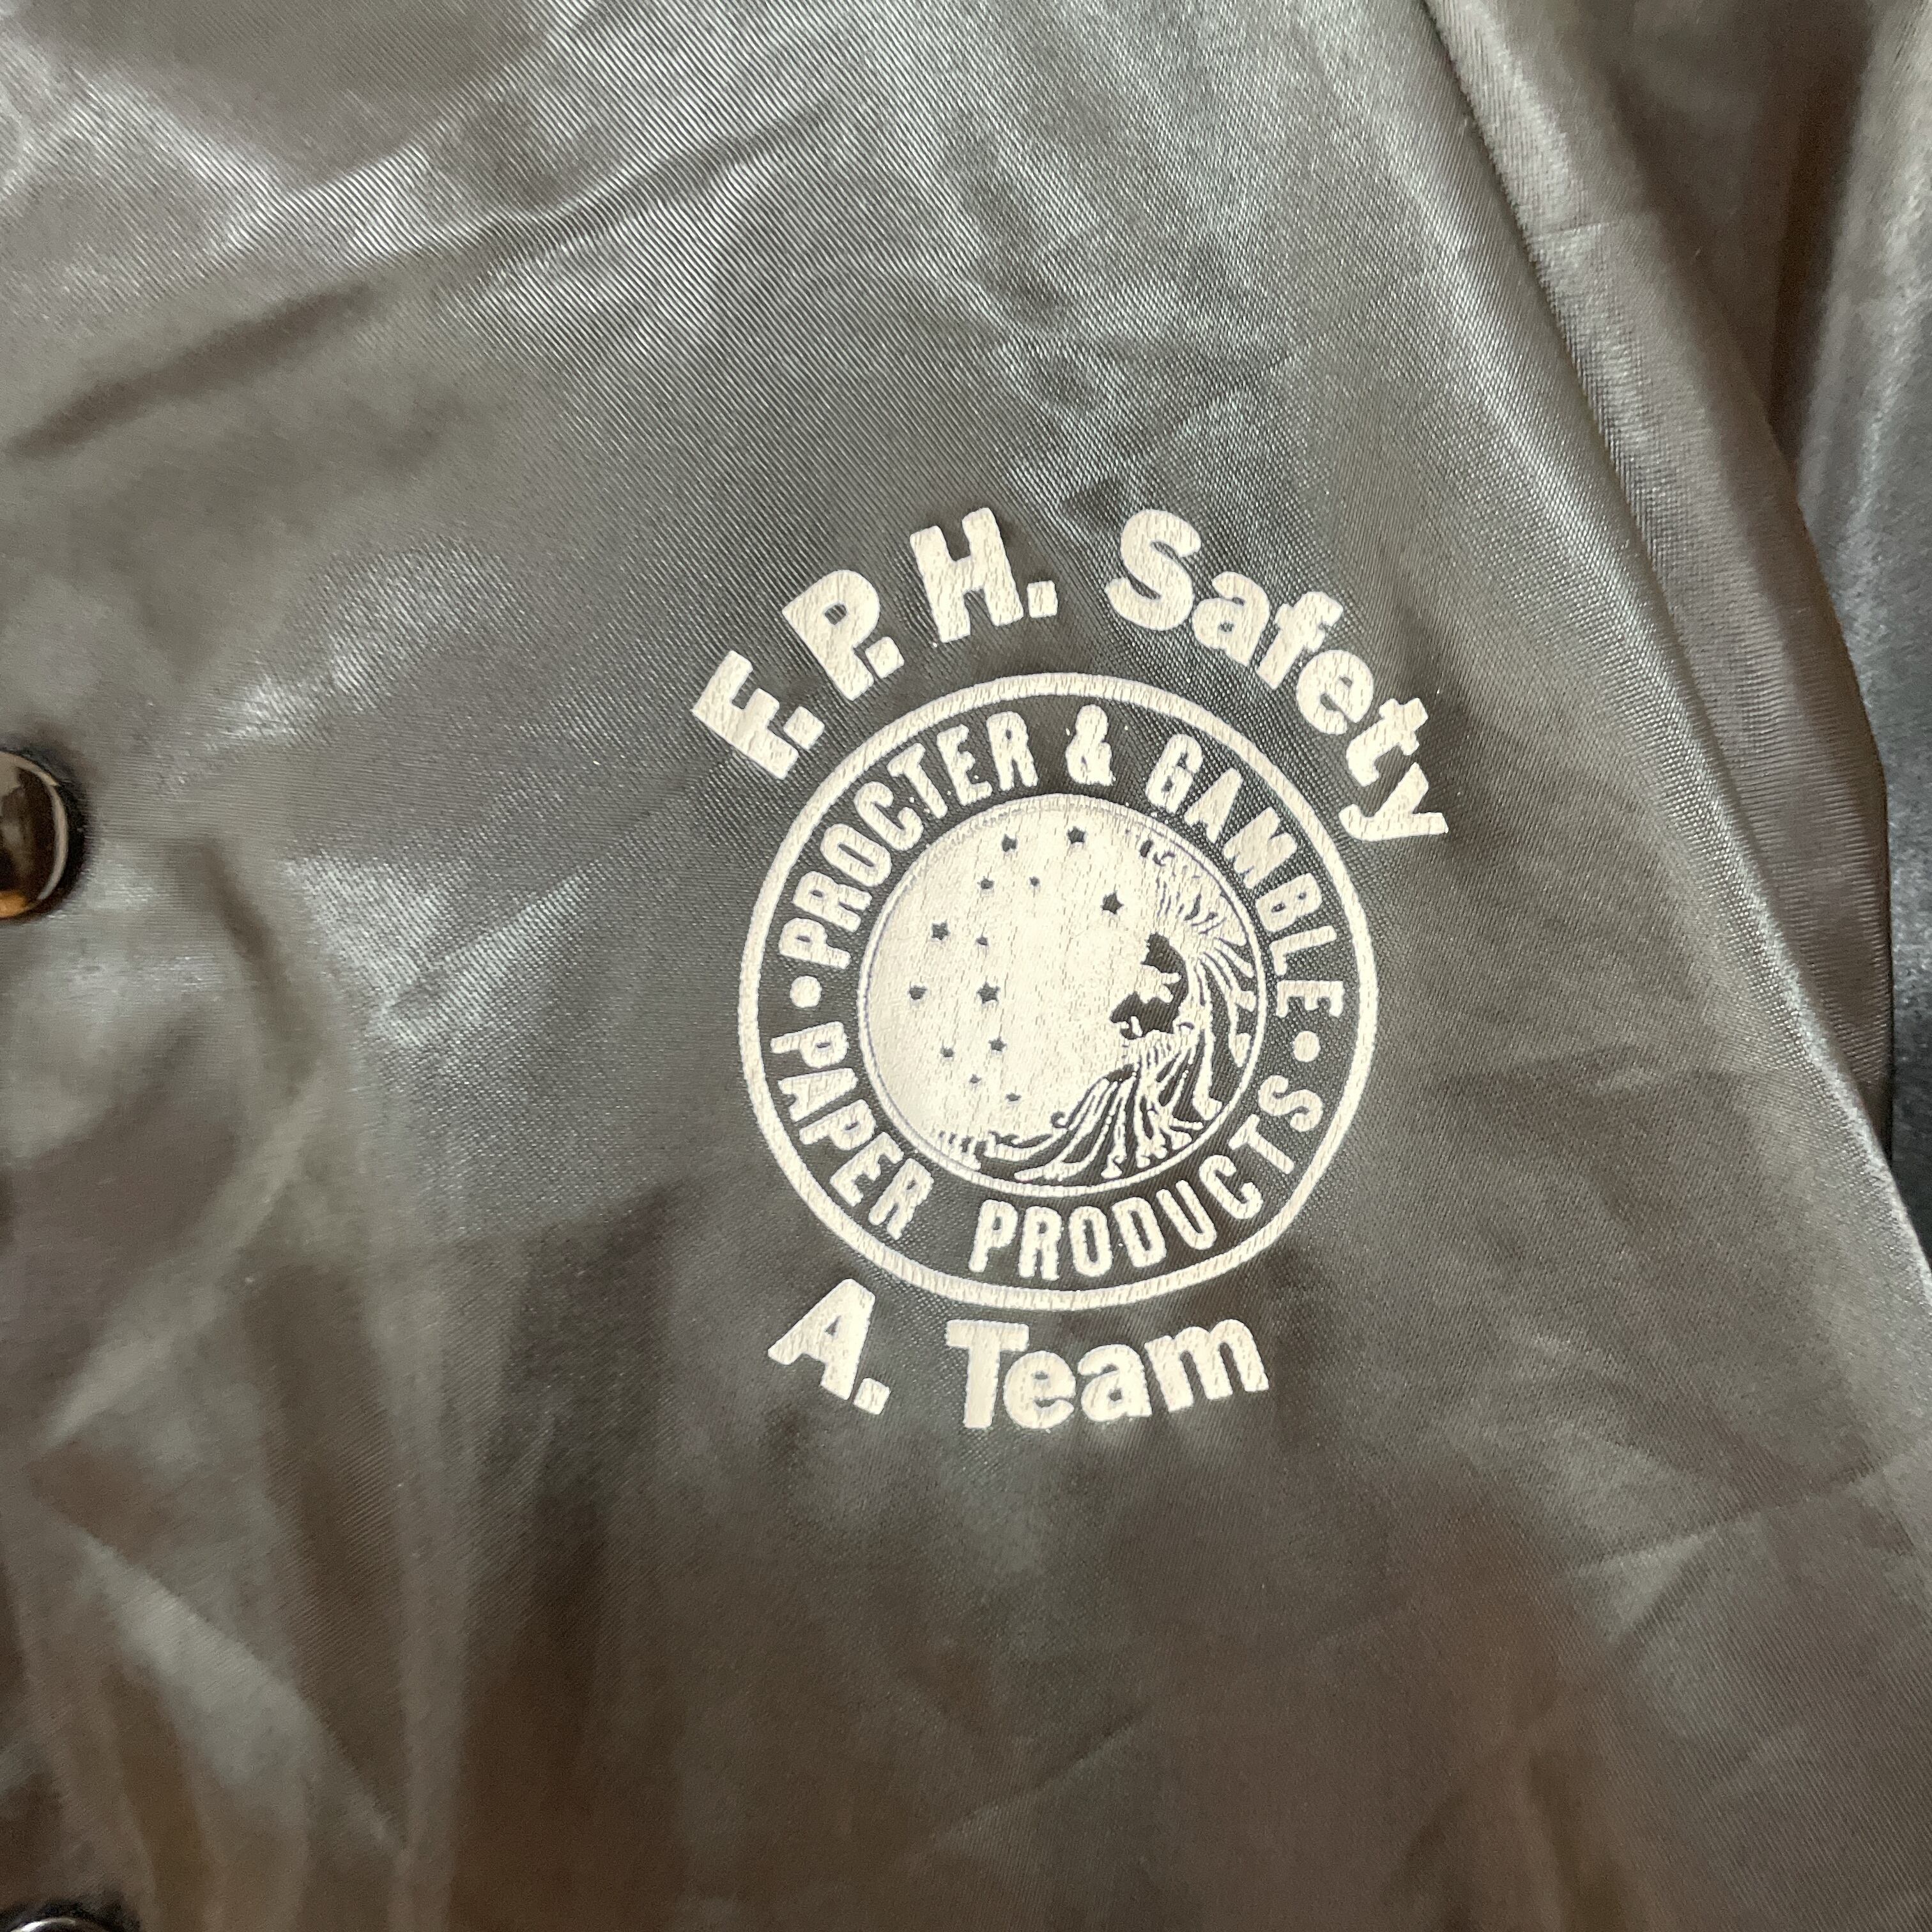 F.P.H. Safety
PROCTER & GAMBLE
PAPER PRODUCTS
A. Team